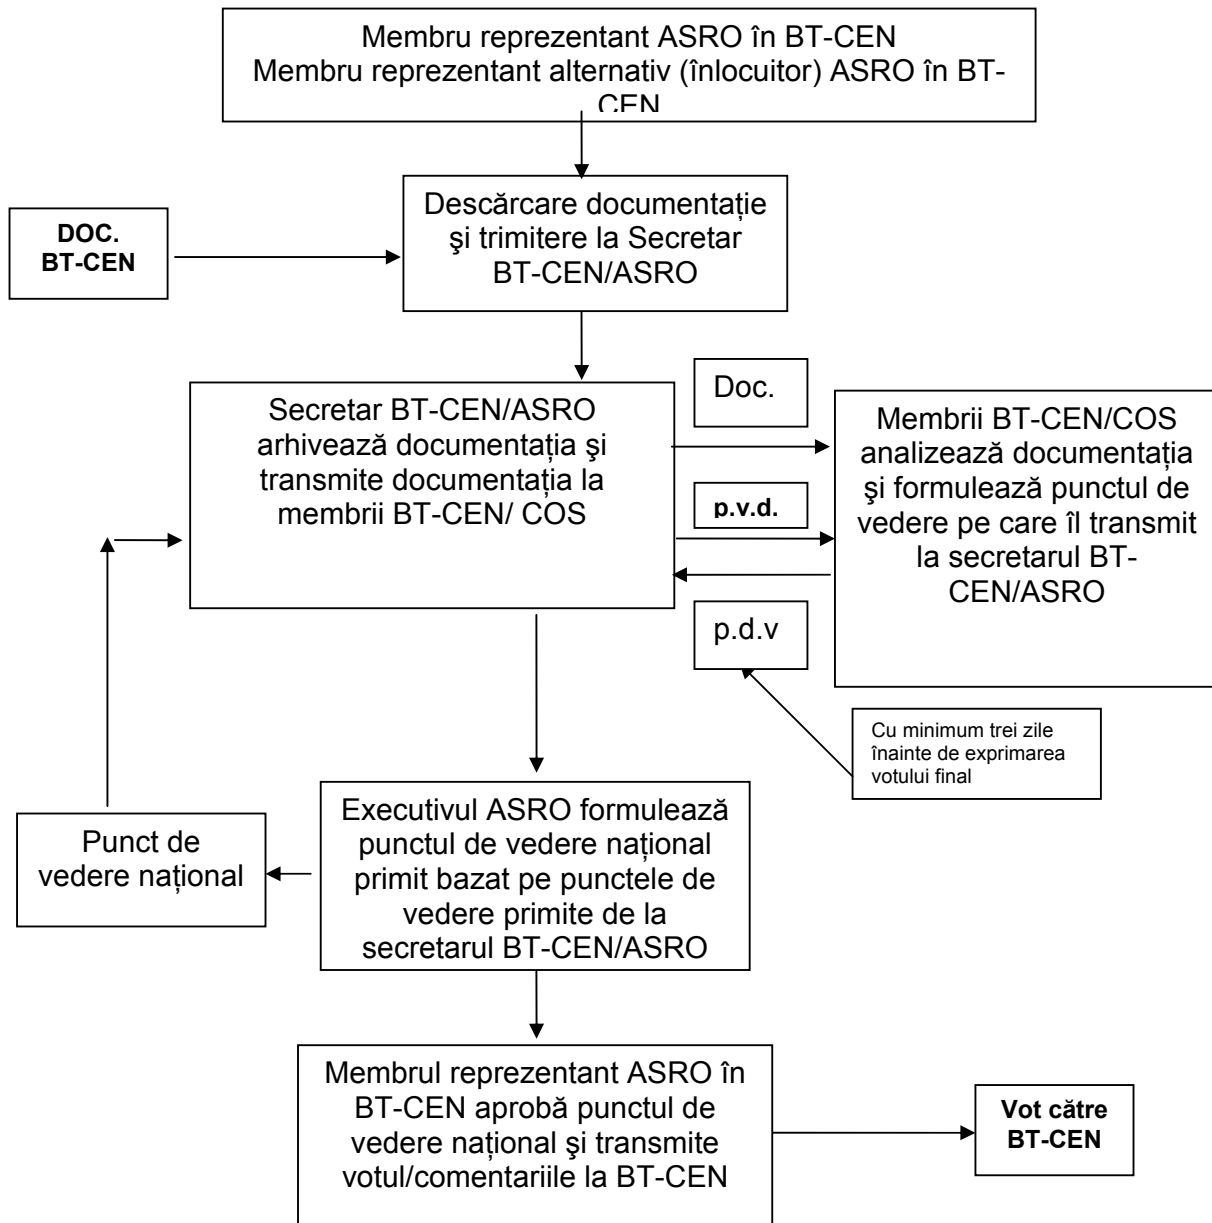 Membru reprezentant ASRO în BT-CEN
Membru reprezentant alternativ (înlocuitor) ASRO în BT-
CEN
Descărcare documentație
şi trimitere la Secretar
BT-CEN/ASRO
DOC.
BT-CEN
Secretar BT-CEN/ASRO
arhivează documentația şi
transmite documentația la
membrii BT-CEN/ COS
Doc.
p.v.d.
p.d.v
Membrii BT-CEN/COS
analizează documentația
şi formulează punctul de
vedere pe care îl transmit
la secretarul BT-
CEN/ASRO
Cu minimum trei zile
înainte de exprimarea
votului final
Executivul ASRO formulează
punctul de vedere național
primit bazat pe punctele de
vedere primite de la
secretarul BT-CEN/ASRO
Punct de
vedere național
Membrul reprezentant ASRO în
BT-CEN aprobă punctul de
vedere național şi transmite
votul/comentariile la BT-CEN
Vot către
BT-CEN